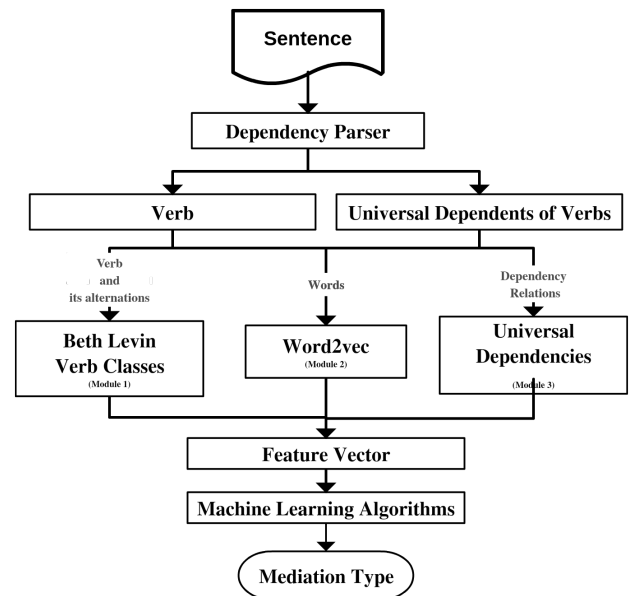 Sentence
Dependency Parser
Verb
Universal Dependents of Verbs
Verb
and
its alternations
Words
Dependency
Relations
Beth Levin
Verb Classes
(Module 1)
Word2vec
(Module 2)
Universal
Dependencies
(Module 3)
Feature Vector
Machine Learning Algorithms
Mediation Type